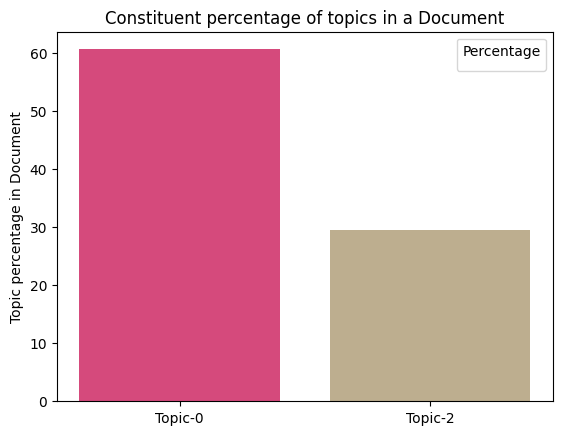 Constituent percentage of topics in a Document
Percentage
Topic percentage in Document
60
50
40
30
20
10
0
Topic-0
Topic-2